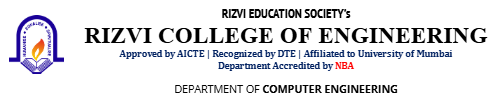 RIZVI EDUCATION SOCIETY's
RIZVI COLLEGE OF ENGINEERING
Approved by AICTE | Recognized by DTE | Affiliated to University of Mumbai
Department Accredited by NBA
DEPARTMENT OF COMPUTER ENGINEERING